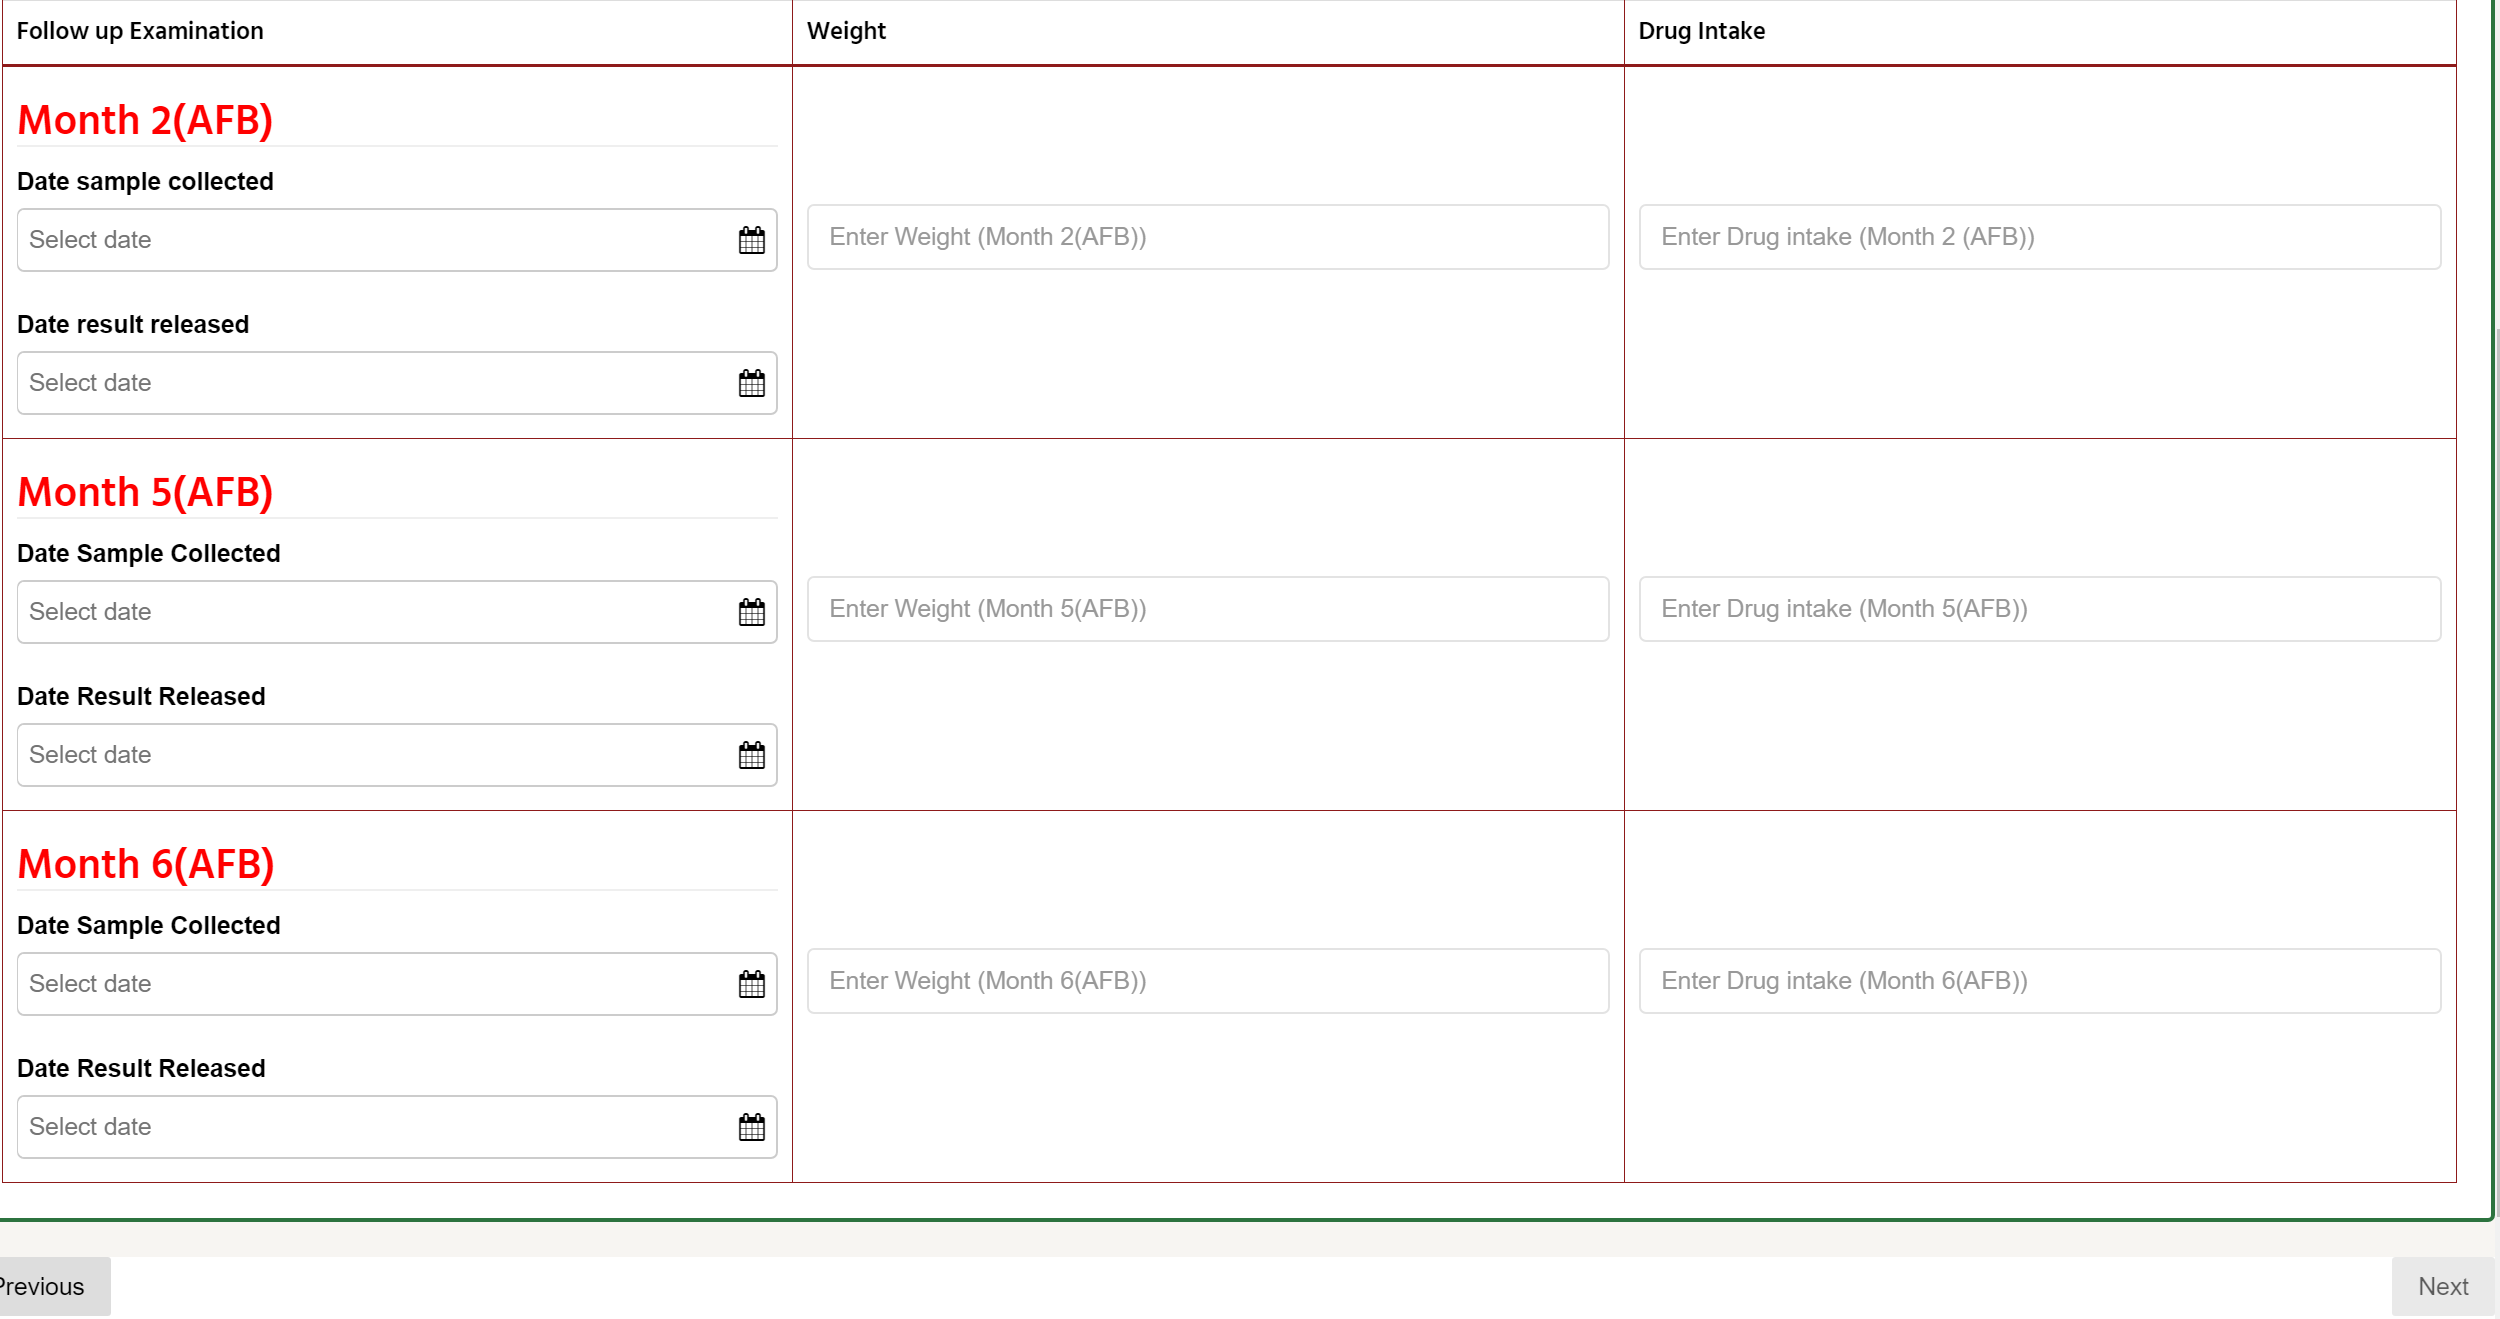 Follow up Examination
Weight
Drug Intake
Month 2(AFB)
Date sample collected
Select date
Enter Weight (Month 2(AFB))
Enter Drug intake (Month 2 (AFB))
Date result released
Select date
Month 5(AFB)
Date Sample Collected
Select date
Enter Weight (Month 5(AFB))
Enter Drug intake (Month 5(AFB))
Date Result Released
Select date
Month 6(AFB)
Date Sample Collected
Select date
Enter Weight (Month 6(AFB))
Enter Drug intake (Month 6(AFB))
Date Result Released
Select date
Previous
Next